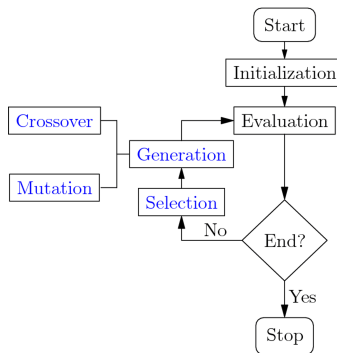 Start
Initialization
Crossover
Evaluation
Generation
Mutation
Selection
No
End?
Yes
Stop